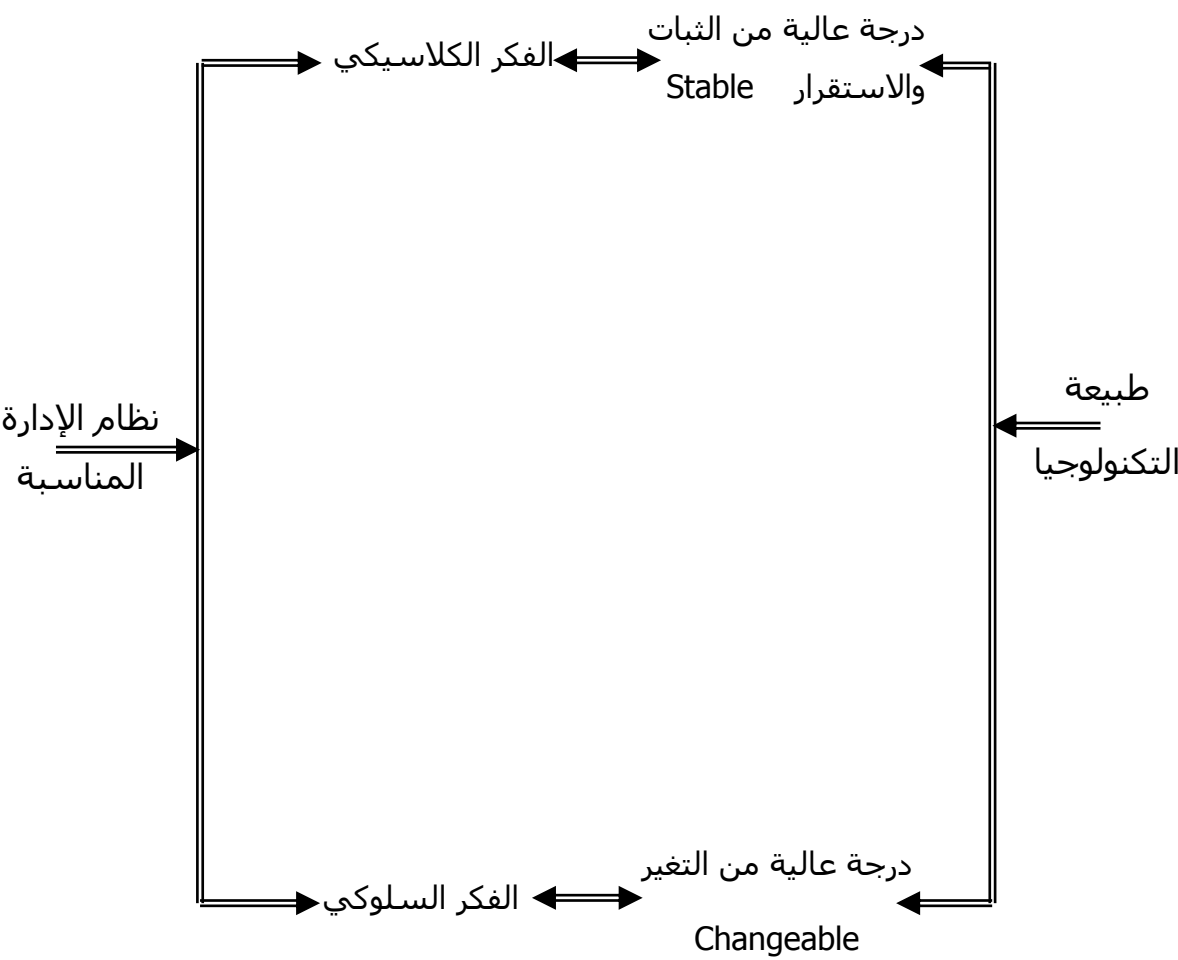 درجة عالية من الثبات
والاستقرار Stable
الفكر الكلاسيكي
طبيعة
التكنولوجيا
نظام الإدارة
المناسبة
درجة عالية من التغير
Changeable
الفكر السلوكي